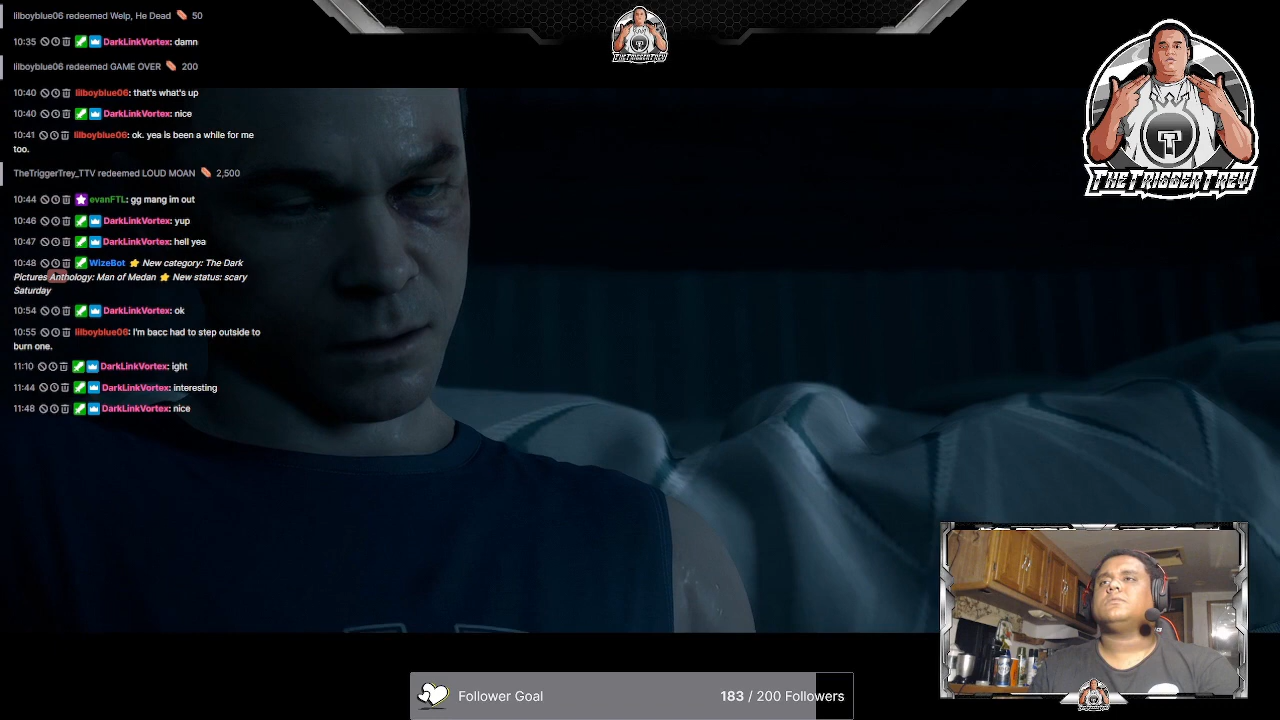 lilboyblue06 redeemed Welp, He Dead 50
10:35 DarkLinkVortex: damn
lilboyblue06 redeemed GAME OVER 200
10:40 lilboyblue06: that's what's up
10:40 DarkLinkVortex: nice
10:41 lilboyblue06: ok. yea is been a while for me
too.
TheTriggerTrey_TTV redeemed LOUD MOAN 2,500
10:44 evanFTL: gg mang im out
10:46 DarkLinkVortex: yup
10:47 DarkLinkVortex: hell yea
10:48 WizeBot ⭐ New category: The Dark
Pictures Anthology: Man of Medan ⭐ New status: scary
Saturday
10:54 DarkLinkVortex: ok
10:55 lilboyblue06: I'm bacc had to step outside to
burn one.
11:10 DarkLinkVortex: ight
11:44 DarkLinkVortex: interesting
11:48 DarkLinkVortex: nice
THETRIGGERTREY
T
THETRIGGERTREY
Follower Goal 183 / 200 Followers